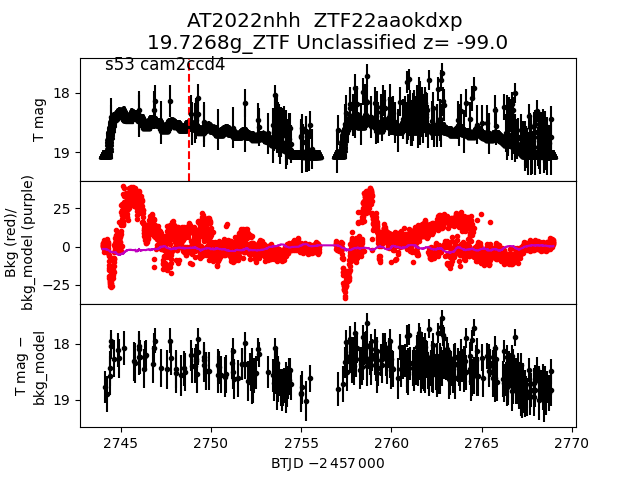 AT2022nhh  ZTF22aaokdxp
19.7268g_ZTF Unclassified z= -99.0
s53 cam2ccd4
T mag
18
19
Bkg (red)/
bkg_model (purple)
25
0
−25
T mag −
bkg_model
18
19
2745
2750
2755
2760
2765
2770
BTJD −2 457 000